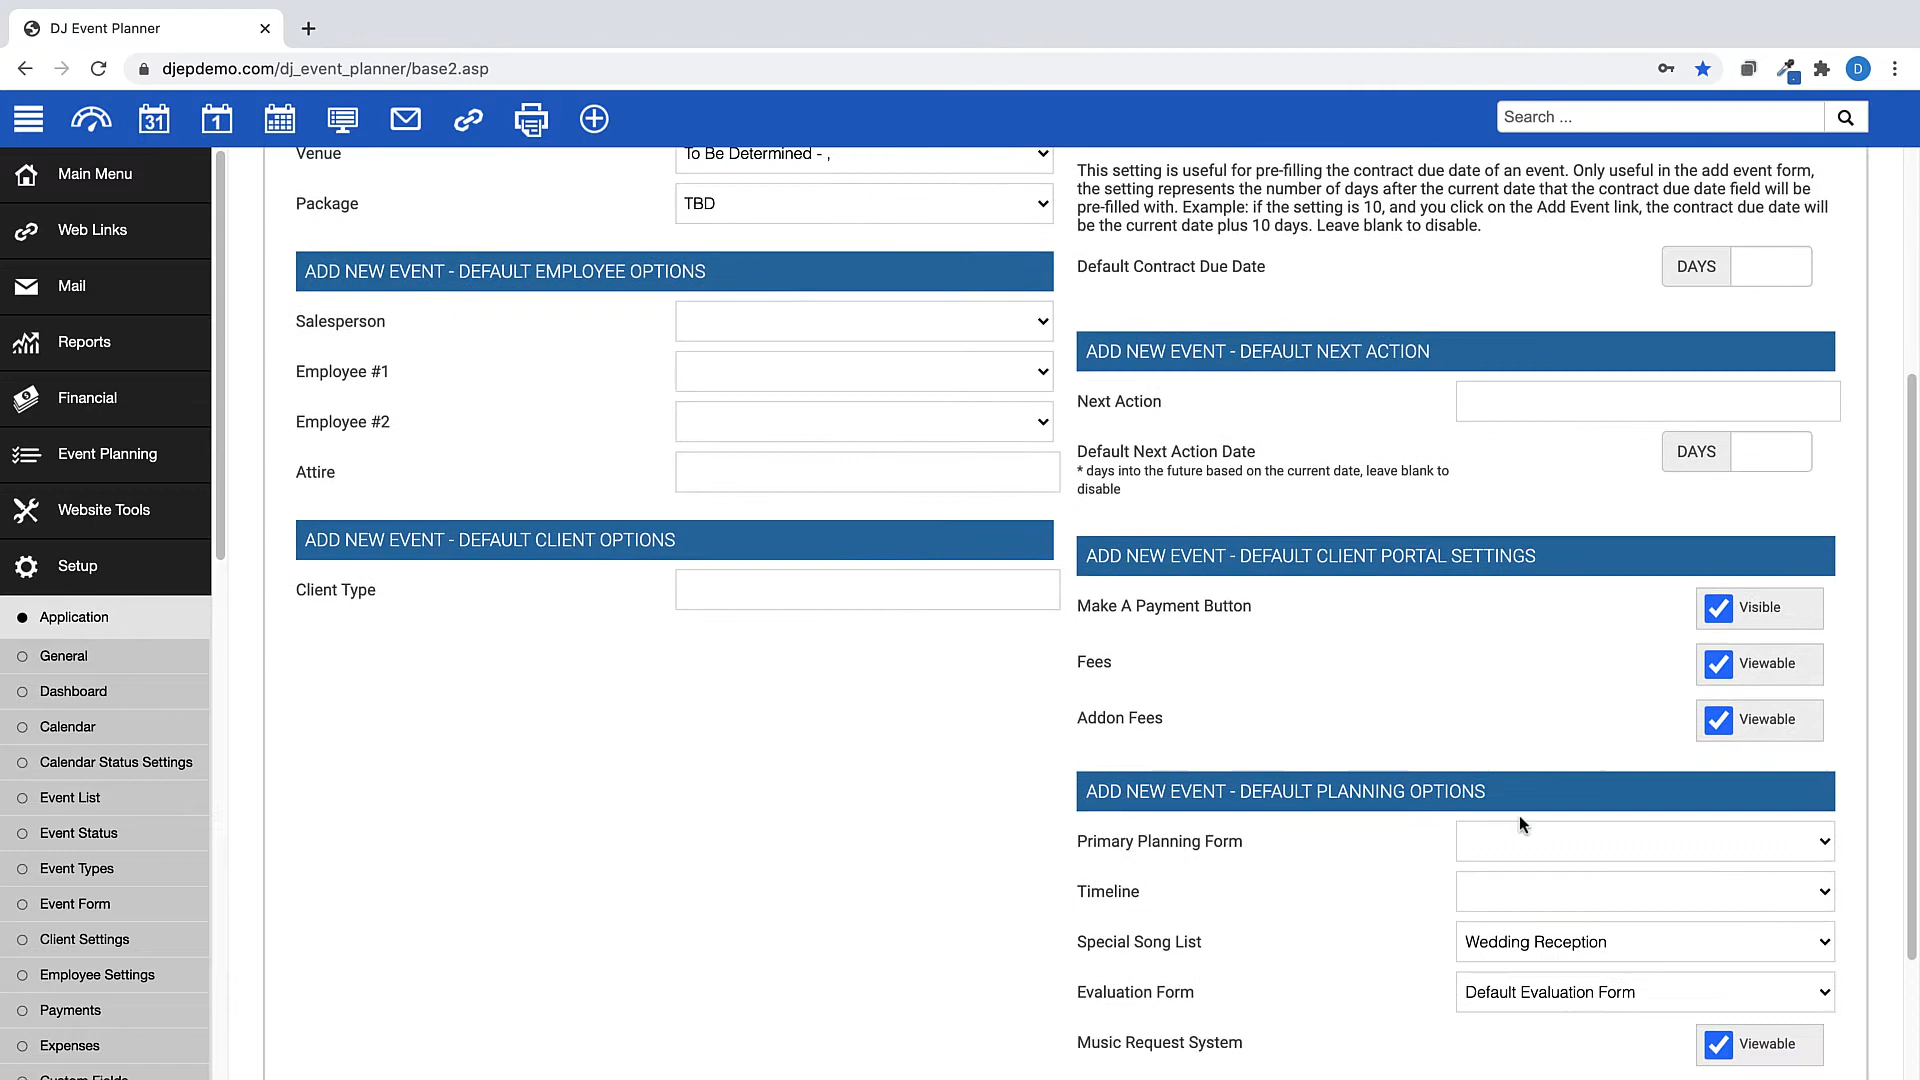 DJ Event Planner
djepdemo.com/dj_event_planner/base2.asp
D
31
1
Search ...
Main Menu
Web Links
Mail
Reports
Financial
Event Planning
Website Tools
Setup
Application
General
Dashboard
Calendar
Calendar Status Settings
Event List
Event Status
Event Types
Event Form
Client Settings
Employee Settings
Payments
Expenses
Custom Fields
Venue
To Be Determined - ,
Package
TBD
ADD NEW EVENT - DEFAULT EMPLOYEE OPTIONS
Salesperson
Employee #1
Employee #2
Attire
ADD NEW EVENT - DEFAULT CLIENT OPTIONS
Client Type
This setting is useful for pre-filling the contract due date of an event. Only useful in the add event form,
the setting represents the number of days after the current date that the contract due date field will be
pre-filled with. Example: if the setting is 10, and you click on the Add Event link, the contract due date will
be the current date plus 10 days. Leave blank to disable.
Default Contract Due Date
DAYS
ADD NEW EVENT - DEFAULT NEXT ACTION
Next Action
Default Next Action Date
DAYS
* days into the future based on the current date, leave blank to
disable
ADD NEW EVENT - DEFAULT CLIENT PORTAL SETTINGS
Make A Payment Button
Visible
Fees
Viewable
Addon Fees
Viewable
ADD NEW EVENT - DEFAULT PLANNING OPTIONS
Primary Planning Form
Timeline
Special Song List
Wedding Reception
Evaluation Form
Default Evaluation Form
Music Request System
Viewable